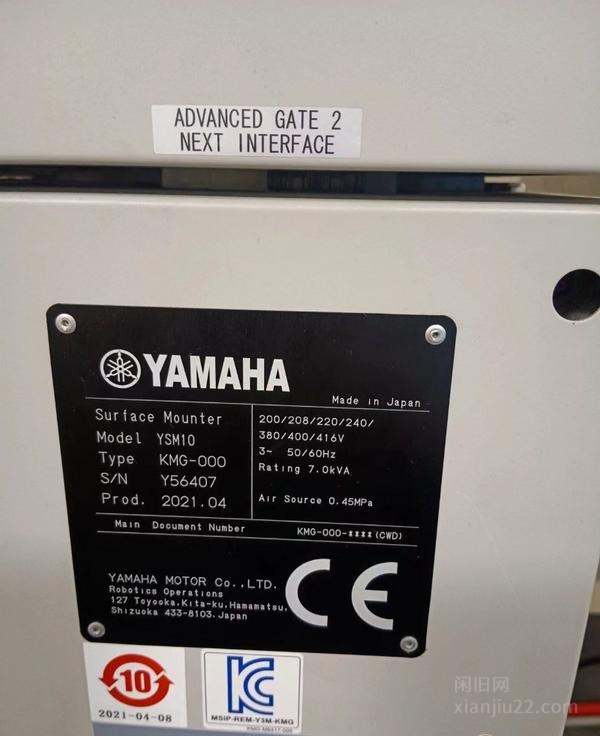 ADVANCED GATE 2
NEXT INTERFACE
YAMAHA
Made in Japan
Surface Mounter
Model YSM10
Type KMG-000
S/N Y56407
Prod. 2021.04
200/208/220/240/
380/400/416V
3~ 50/60Hz
Rating 7.0kVA
Air Source 0.45MPa
Main Document Number KMG-000-****(CWD)
YAMAHA MOTOR Co.,LTD.
Robotics Operations
127 Toyooka,Kita-ku,Hamamatsu,
Shizuoka 433-8103,Japan
CE
10
2021-04-08
KC
MSIP-REM-Y3M-KMG
闲旧网
xianjiu22.com